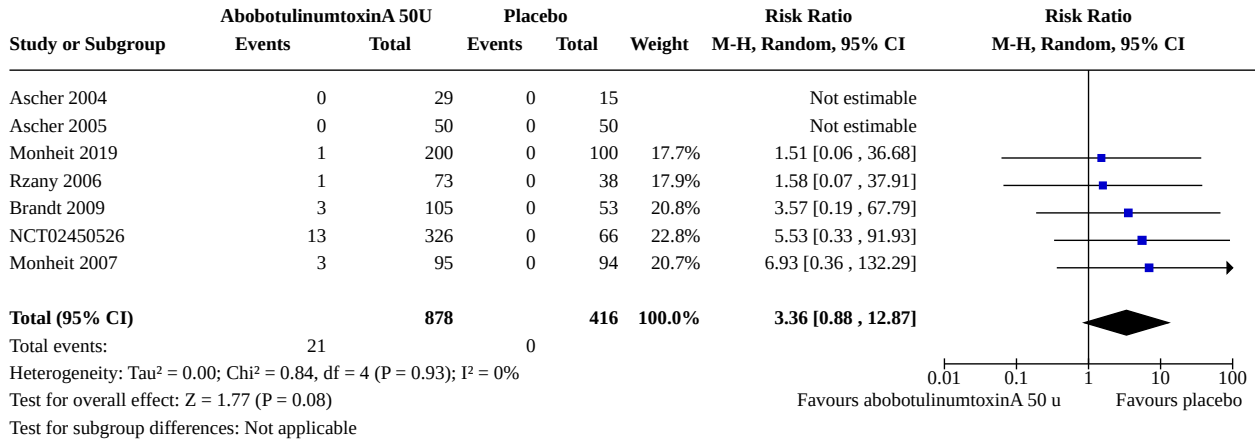 AbobotulinumtoxinA 50U Placebo Risk Ratio Risk Ratio
Study or Subgroup Events Total Events Total Weight M-H, Random, 95% CI M-H, Random, 95% CI
Ascher 2004 0 29 0 15 Not estimable
Ascher 2005 0 50 0 50 Not estimable
Monheit 2019 1 200 0 100 17.7% 1.51 [0.06 , 36.68]
Rzany 2006 1 73 0 38 17.9% 1.58 [0.07 , 37.91]
Brandt 2009 3 105 0 53 20.8% 3.57 [0.19 , 67.79]
NCT02450526 13 326 0 66 22.8% 5.53 [0.33 , 91.93]
Monheit 2007 3 95 0 94 20.7% 6.93 [0.36 , 132.29]
Total (95% CI) 878 416 100.0% 3.36 [0.88 , 12.87]
Total events: 21 0
Heterogeneity: Tau² = 0.00; Chi² = 0.84, df = 4 (P = 0.93); I² = 0%
0.01 0.1 1 10 100
Test for overall effect: Z = 1.77 (P = 0.08) Favours abobotulinumtoxinA 50 u Favours placebo
Test for subgroup differences: Not applicable